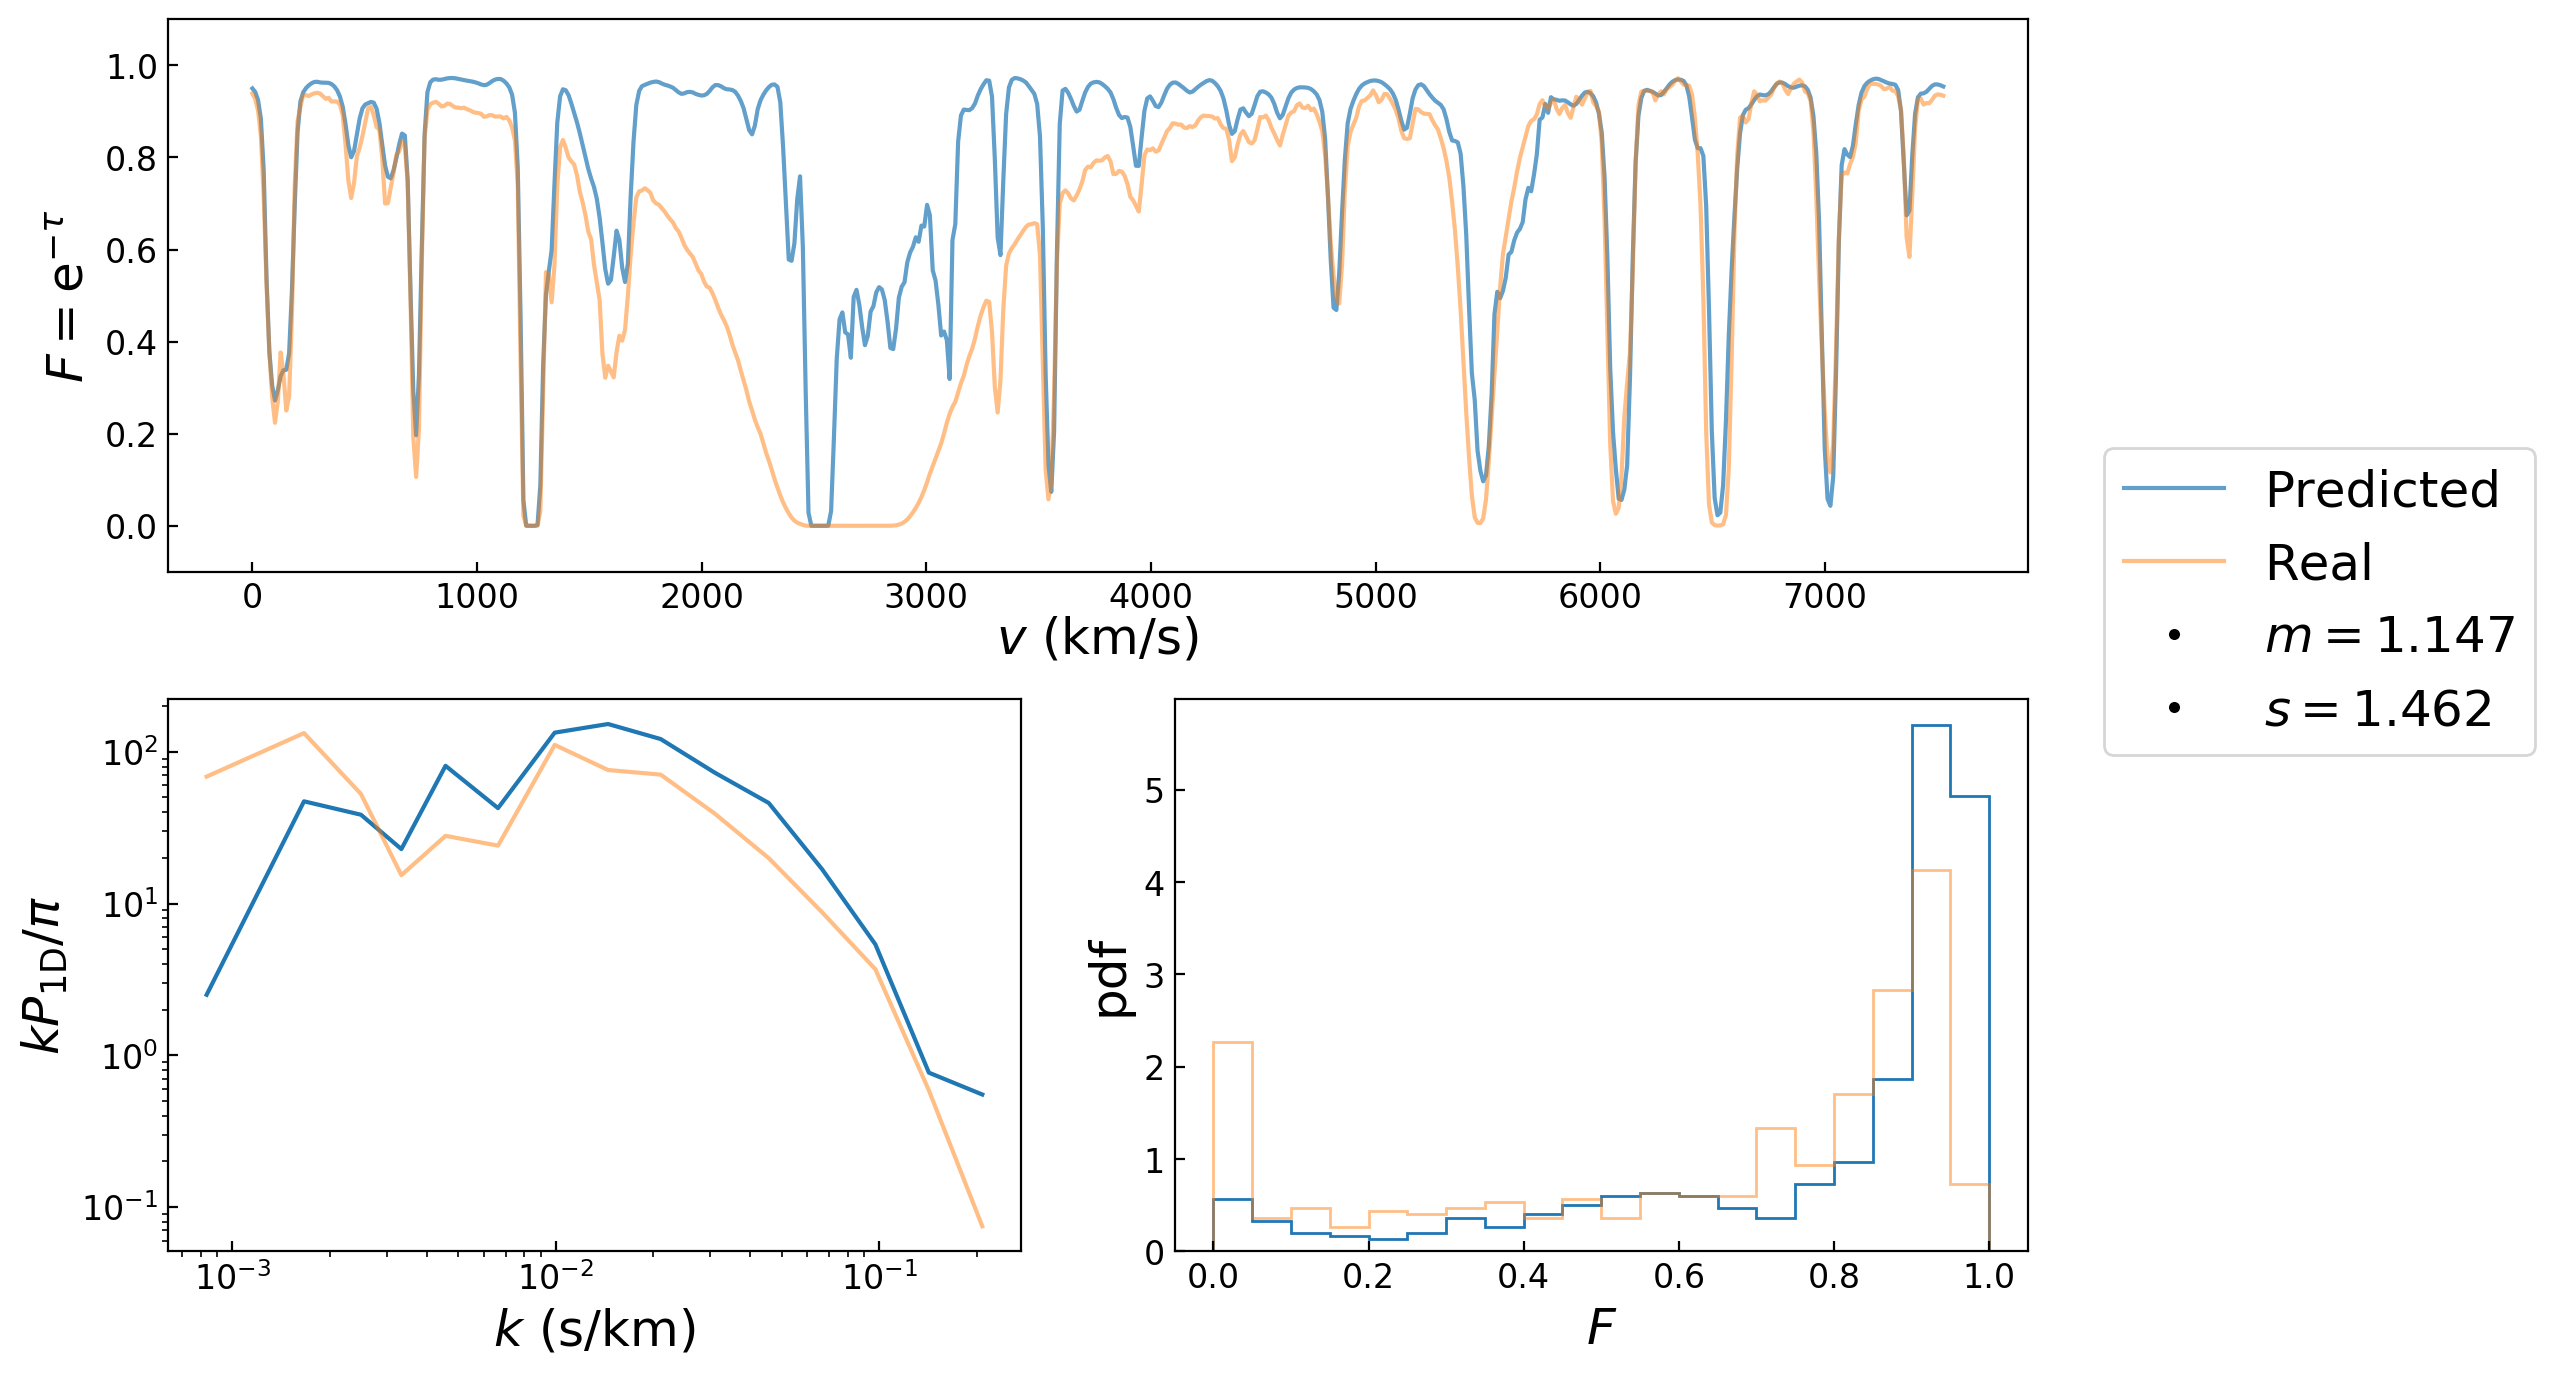 F = e^{−τ}
1.0
0.8
0.6
0.4
0.2
0.0
0 1000 2000 3000 4000 5000 6000 7000
v (km/s)
Predicted
Real
m = 1.147
s = 1.462
kP_{1D}/π
10^2
10^1
10^0
10^{−1}
10^{−3} 10^{−2} 10^{−1}
k (s/km)
pdf
5
4
3
2
1
0
0.0 0.2 0.4 0.6 0.8 1.0
F